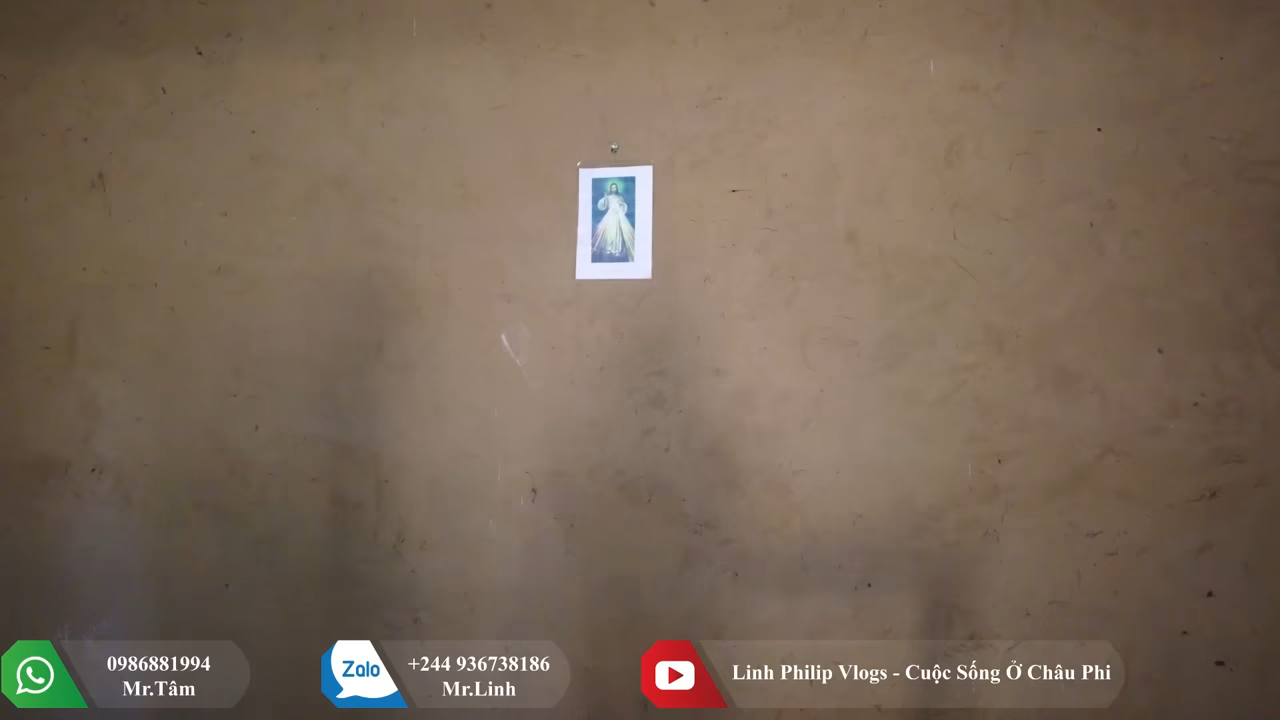 0986881994
Mr.Tâm
Zalo
+244 936738186
Mr.Linh
Linh Philip Vlogs - Cuộc Sống Ở Châu Phi